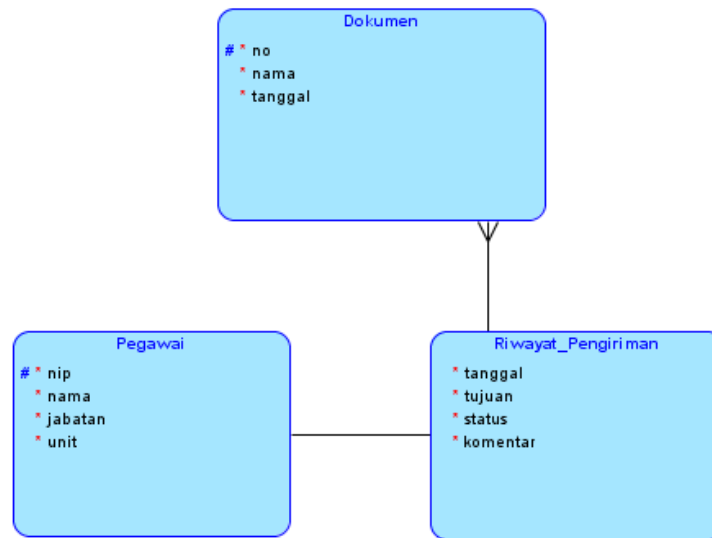 Dokumen
# * no
* nama
* tanggal
Pegawai
# * nip
* nama
* jabatan
* unit
Riwayat_Pengiriman
* tanggal
* tujuan
* status
* komentar